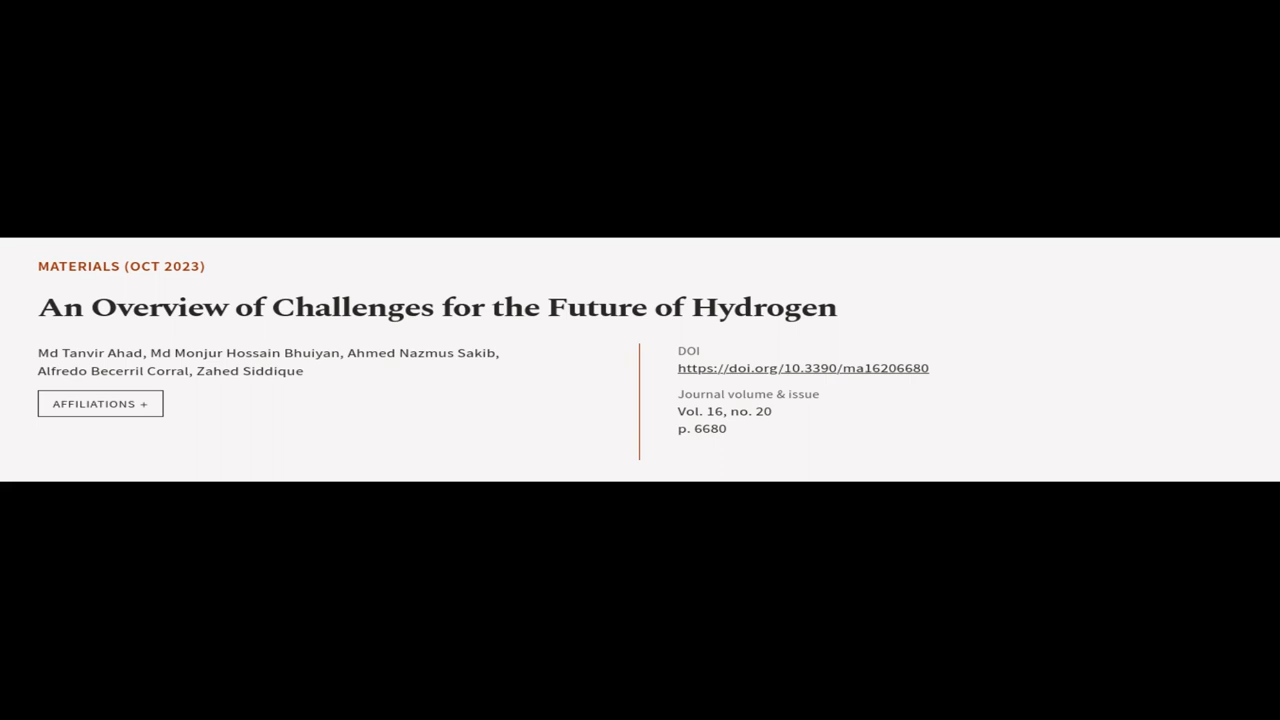 MATERIALS (OCT 2023)
An Overview of Challenges for the Future of Hydrogen
Md Tanvir Ahad, Md Monjur Hossain Bhuiyan, Ahmed Nazmus Sakib,
Alfredo Becerril Corral, Zahed Siddique
AFFILIATIONS +
DOI
https://doi.org/10.3390/ma16206680
Journal volume & issue
Vol. 16, no. 20
p. 6680